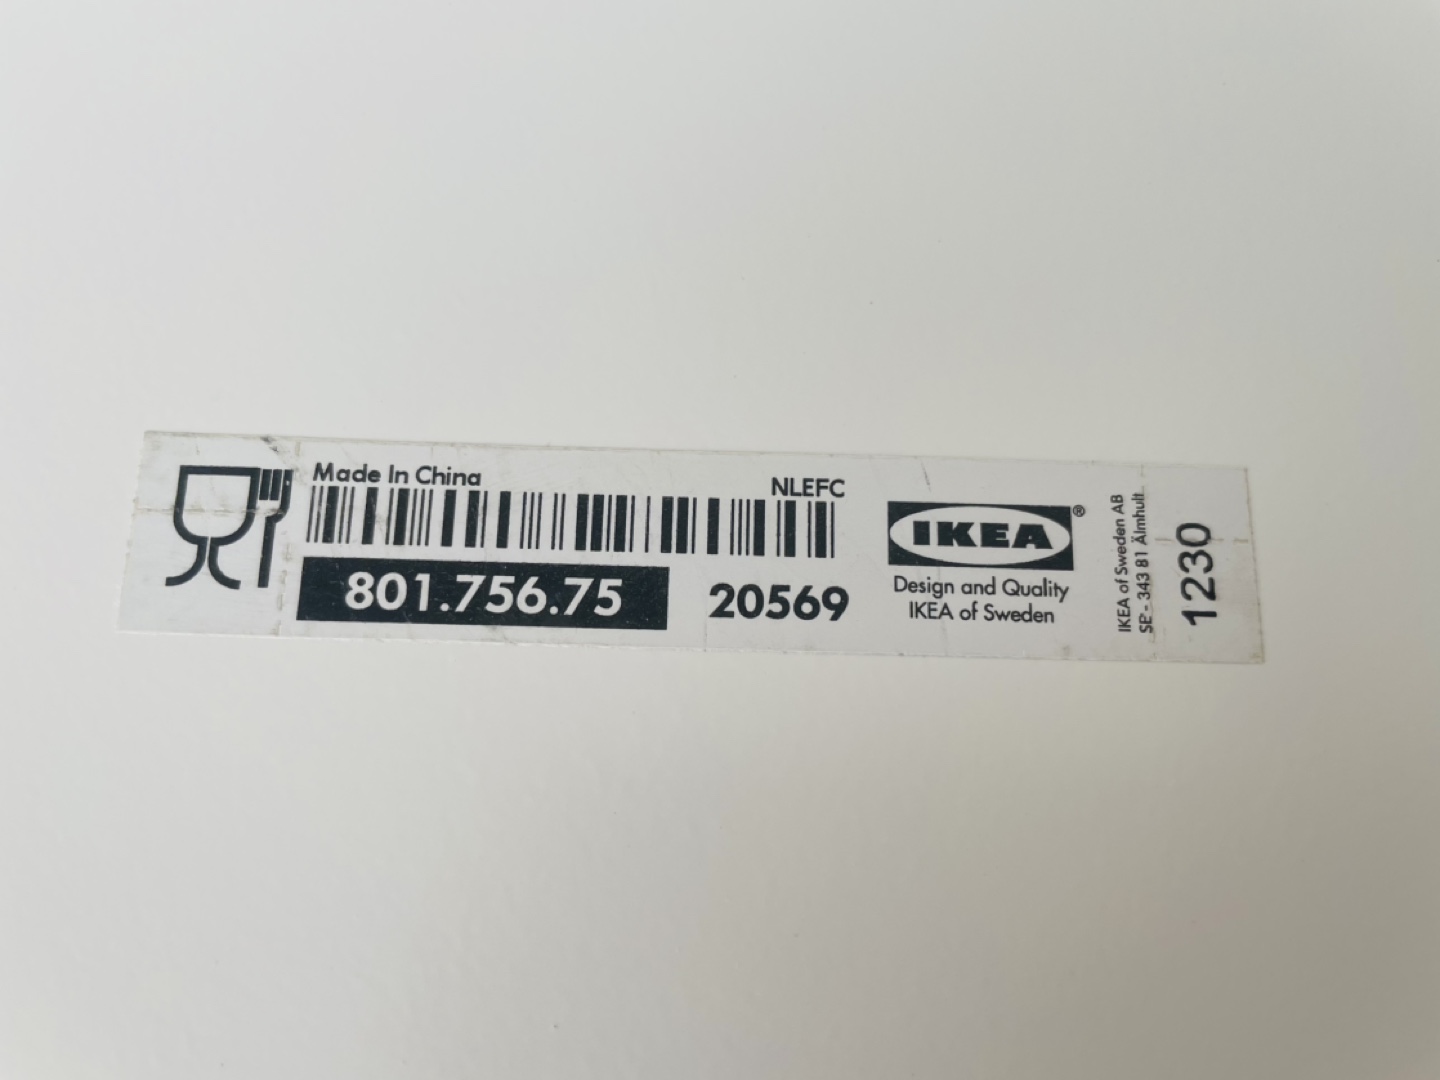 Made In China
NLEFC
801.756.75
20569
IKEA®
Design and Quality
IKEA of Sweden
IKEA of Sweden AB
SE - 343 81 Älmhult
1230